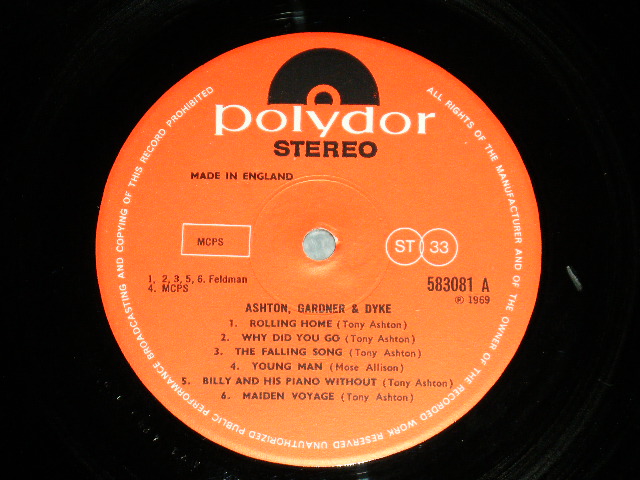 polydor
STEREO
MADE IN ENGLAND
MCPS
ST 33
1, 2, 3, 5, 6. Feldman
4. MCPS
583081 A
℗ 1969
ASHTON, GARDNER & DYKE
1. ROLLING HOME (Tony Ashton)
2. WHY DID YOU GO (Tony Ashton)
3. THE FALLING SONG (Tony Ashton)
4. YOUNG MAN (Mose Allison)
5. BILLY AND HIS PIANO WITHOUT (Tony Ashton)
6. MAIDEN VOYAGE (Tony Ashton)
ALL RIGHTS OF THE MANUFACTURER AND OF THE OWNER OF THE RECORDED WORK RESERVED UNAUTHORIZED PUBLIC PERFORMANCE BROADCASTING AND COPYING OF THIS RECORD PROHIBITED